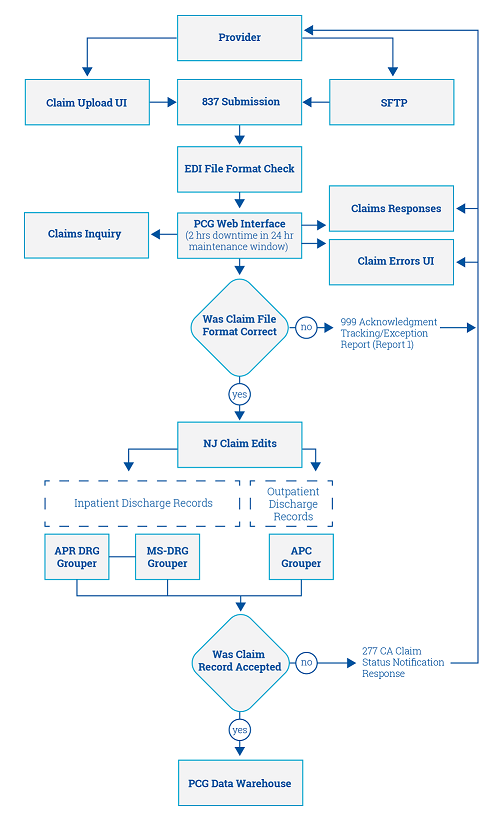 Provider
Claim Upload UI
837 Submission
SFTP
EDI File Format Check
Claims Inquiry
PCG Web Interface
(2 hrs downtime in 24 hr
maintenance window)
Claims Responses
Claim Errors UI
Was Claim File
Format Correct
no
999 Acknowledgment
Tracking/Exception
Report (Report 1)
yes
NJ Claim Edits
Inpatient Discharge Records
Outpatient
Discharge
Records
APR DRG
Grouper
MS-DRG
Grouper
APC
Grouper
Was Claim
Record Accepted
no
277 CA Claim
Status Notification
Response
yes
PCG Data Warehouse